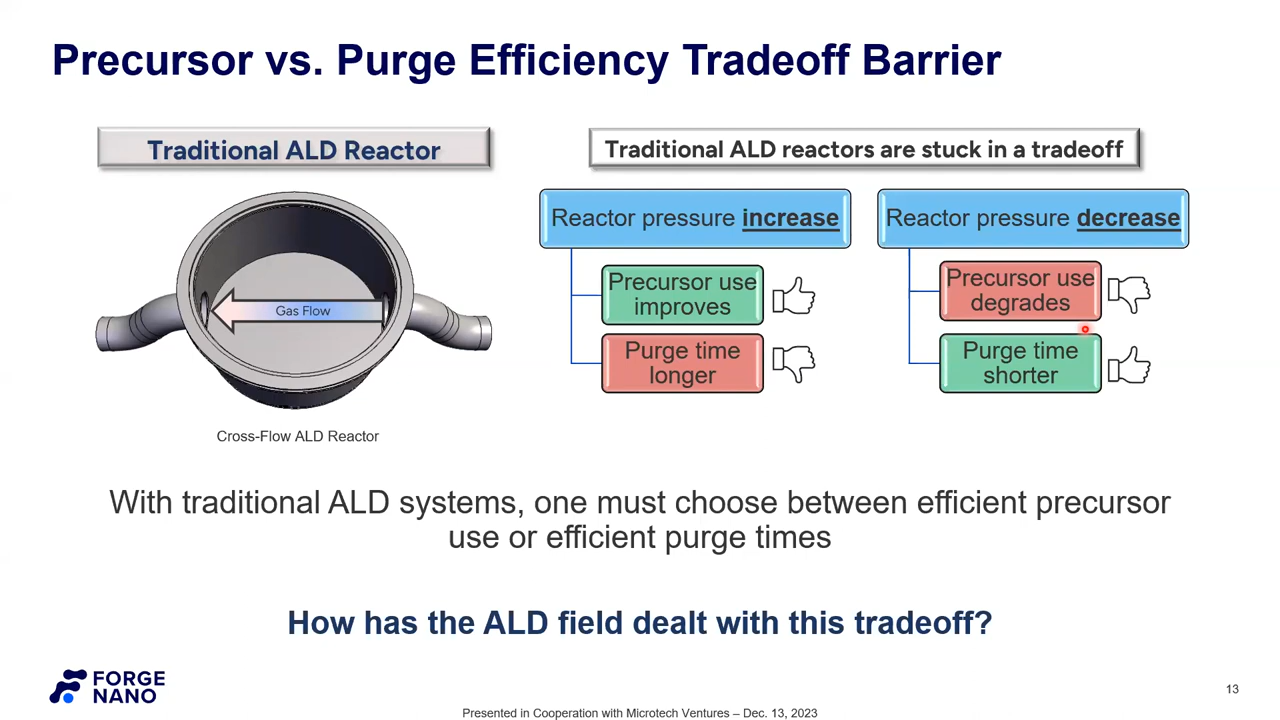 Precursor vs. Purge Efficiency Tradeoff Barrier
Traditional ALD Reactor
Gas Flow
Cross-Flow ALD Reactor
Traditional ALD reactors are stuck in a tradeoff
Reactor pressure increase
Precursor use
improves
Purge time
longer
Reactor pressure decrease
Precursor use
degrades
Purge time
shorter
With traditional ALD systems, one must choose between efficient precursor
use or efficient purge times
How has the ALD field dealt with this tradeoff?
FORGE
NANO
13
Presented in Cooperation with Microtech Ventures – Dec. 13, 2023